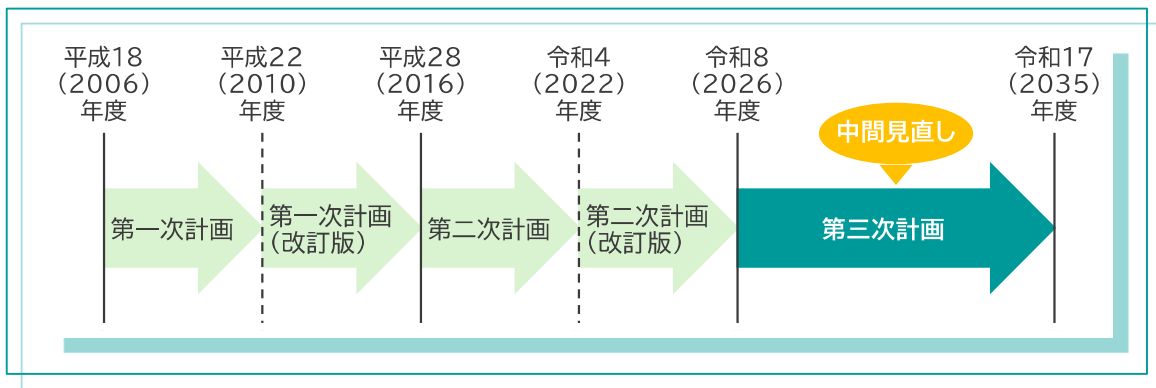 平成18
（2006）
年度
平成22
（2010）
年度
平成28
（2016）
年度
令和4
（2022）
年度
令和8
（2026）
年度
令和17
（2035）
年度
中間見直し
第一次計画
第一次計画
（改訂版）
第二次計画
第二次計画
（改訂版）
第三次計画